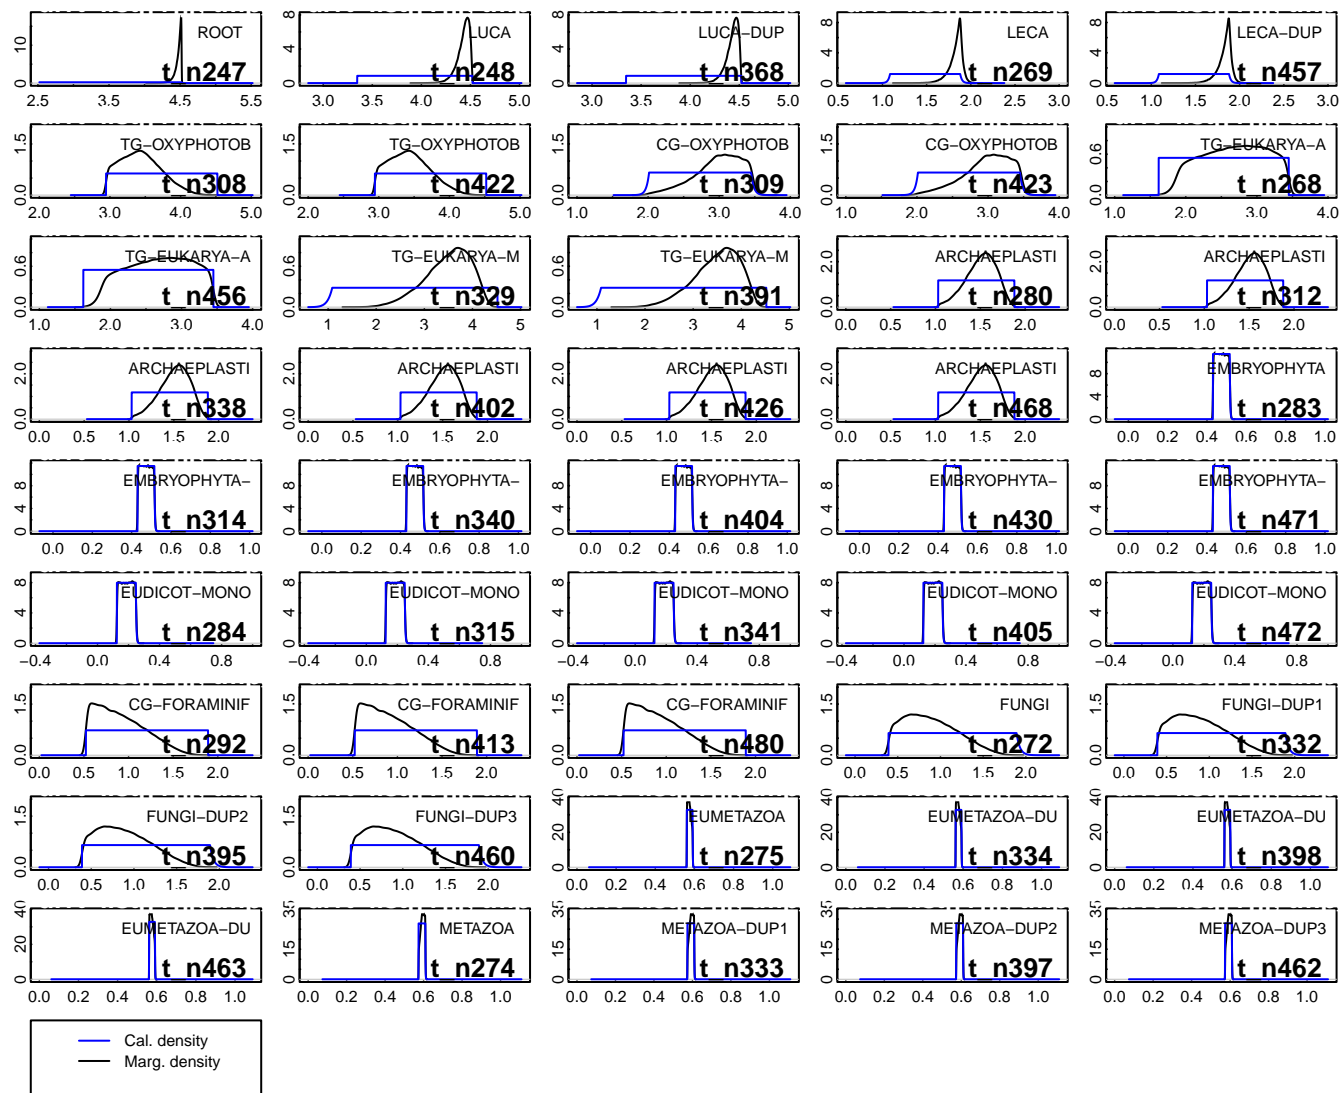 ROOT
t_n247
0 10
2.5 3.5 4.5 5.5
LUCA
t_n248
0 4 8
3.0 3.5 4.0 4.5 5.0
LUCA−DUP
t_n368
0 4 8
3.0 3.5 4.0 4.5 5.0
LECA
t_n269
0 4 8
0.5 1.0 1.5 2.0 2.5 3.0
LECA−DUP
t_n457
0 4 8
0.5 1.0 1.5 2.0 2.5 3.0
TG−OXYPHOTOB
t_n308
0.0 1.5
2.0 3.0 4.0 5.0
TG−OXYPHOTOB
t_n422
0.0 1.5
2.0 3.0 4.0 5.0
CG−OXYPHOTOB
t_n309
0.0 1.5
1.0 2.0 3.0 4.0
CG−OXYPHOTOB
t_n423
0.0 1.5
1.0 2.0 3.0 4.0
TG−EUKARYA−A
t_n268
0.0 0.6
1.0 2.0 3.0 4.0
TG−EUKARYA−A
t_n456
0.0 0.6
1.0 2.0 3.0 4.0
TG−EUKARYA−M
t_n329
0.0 0.6
1 2 3 4 5
TG−EUKARYA−M
t_n391
0.0 0.6
1 2 3 4 5
ARCHAEPLASTI
t_n280
0.0 2.0
0.0 0.5 1.0 1.5 2.0
ARCHAEPLASTI
t_n312
0.0 2.0
0.0 0.5 1.0 1.5 2.0
ARCHAEPLASTI
t_n338
0.0 2.0
0.0 0.5 1.0 1.5 2.0
ARCHAEPLASTI
t_n402
0.0 2.0
0.0 0.5 1.0 1.5 2.0
ARCHAEPLASTI
t_n426
0.0 2.0
0.0 0.5 1.0 1.5 2.0
ARCHAEPLASTI
t_n468
0.0 2.0
0.0 0.5 1.0 1.5 2.0
EMBRYOPHYTA
t_n283
0 4 8
0.0 0.2 0.4 0.6 0.8 1.0
EMBRYOPHYTA−
t_n314
0 4 8
0.0 0.2 0.4 0.6 0.8 1.0
EMBRYOPHYTA−
t_n340
0 4 8
0.0 0.2 0.4 0.6 0.8 1.0
EMBRYOPHYTA−
t_n404
0 4 8
0.0 0.2 0.4 0.6 0.8 1.0
EMBRYOPHYTA−
t_n430
0 4 8
0.0 0.2 0.4 0.6 0.8 1.0
EMBRYOPHYTA−
t_n471
0 4 8
0.0 0.2 0.4 0.6 0.8 1.0
EUDICOT−MONO
t_n284
0 4 8
−0.4 0.0 0.4 0.8
EUDICOT−MONO
t_n315
0 4 8
−0.4 0.0 0.4 0.8
EUDICOT−MONO
t_n341
0 4 8
−0.4 0.0 0.4 0.8
EUDICOT−MONO
t_n405
0 4 8
−0.4 0.0 0.4 0.8
EUDICOT−MONO
t_n472
0 4 8
−0.4 0.0 0.4 0.8
CG−FORAMINIF
t_n292
0.0 1.5
0.0 0.5 1.0 1.5 2.0
CG−FORAMINIF
t_n413
0.0 1.5
0.0 0.5 1.0 1.5 2.0
CG−FORAMINIF
t_n480
0.0 1.5
0.0 0.5 1.0 1.5 2.0
FUNGI
t_n272
0.0 1.5
0.0 0.5 1.0 1.5 2.0
FUNGI−DUP1
t_n332
0.0 1.5
0.0 0.5 1.0 1.5 2.0
FUNGI−DUP2
t_n395
0.0 1.5
0.0 0.5 1.0 1.5 2.0
FUNGI−DUP3
t_n460
0.0 1.5
0.0 0.5 1.0 1.5 2.0
EUMETAZOA
t_n275
0 20 40
0.0 0.2 0.4 0.6 0.8 1.0
EUMETAZOA−DU
t_n334
0 20 40
0.0 0.2 0.4 0.6 0.8 1.0
EUMETAZOA−DU
t_n398
0 20 40
0.0 0.2 0.4 0.6 0.8 1.0
EUMETAZOA−DU
t_n463
0 20 40
0.0 0.2 0.4 0.6 0.8 1.0
METAZOA
t_n274
0 15 35
0.0 0.2 0.4 0.6 0.8 1.0
METAZOA−DUP1
t_n333
0 15 35
0.0 0.2 0.4 0.6 0.8 1.0
METAZOA−DUP2
t_n397
0 15 35
0.0 0.2 0.4 0.6 0.8 1.0
METAZOA−DUP3
t_n462
0 15 35
0.0 0.2 0.4 0.6 0.8 1.0
Cal. density
Marg. density